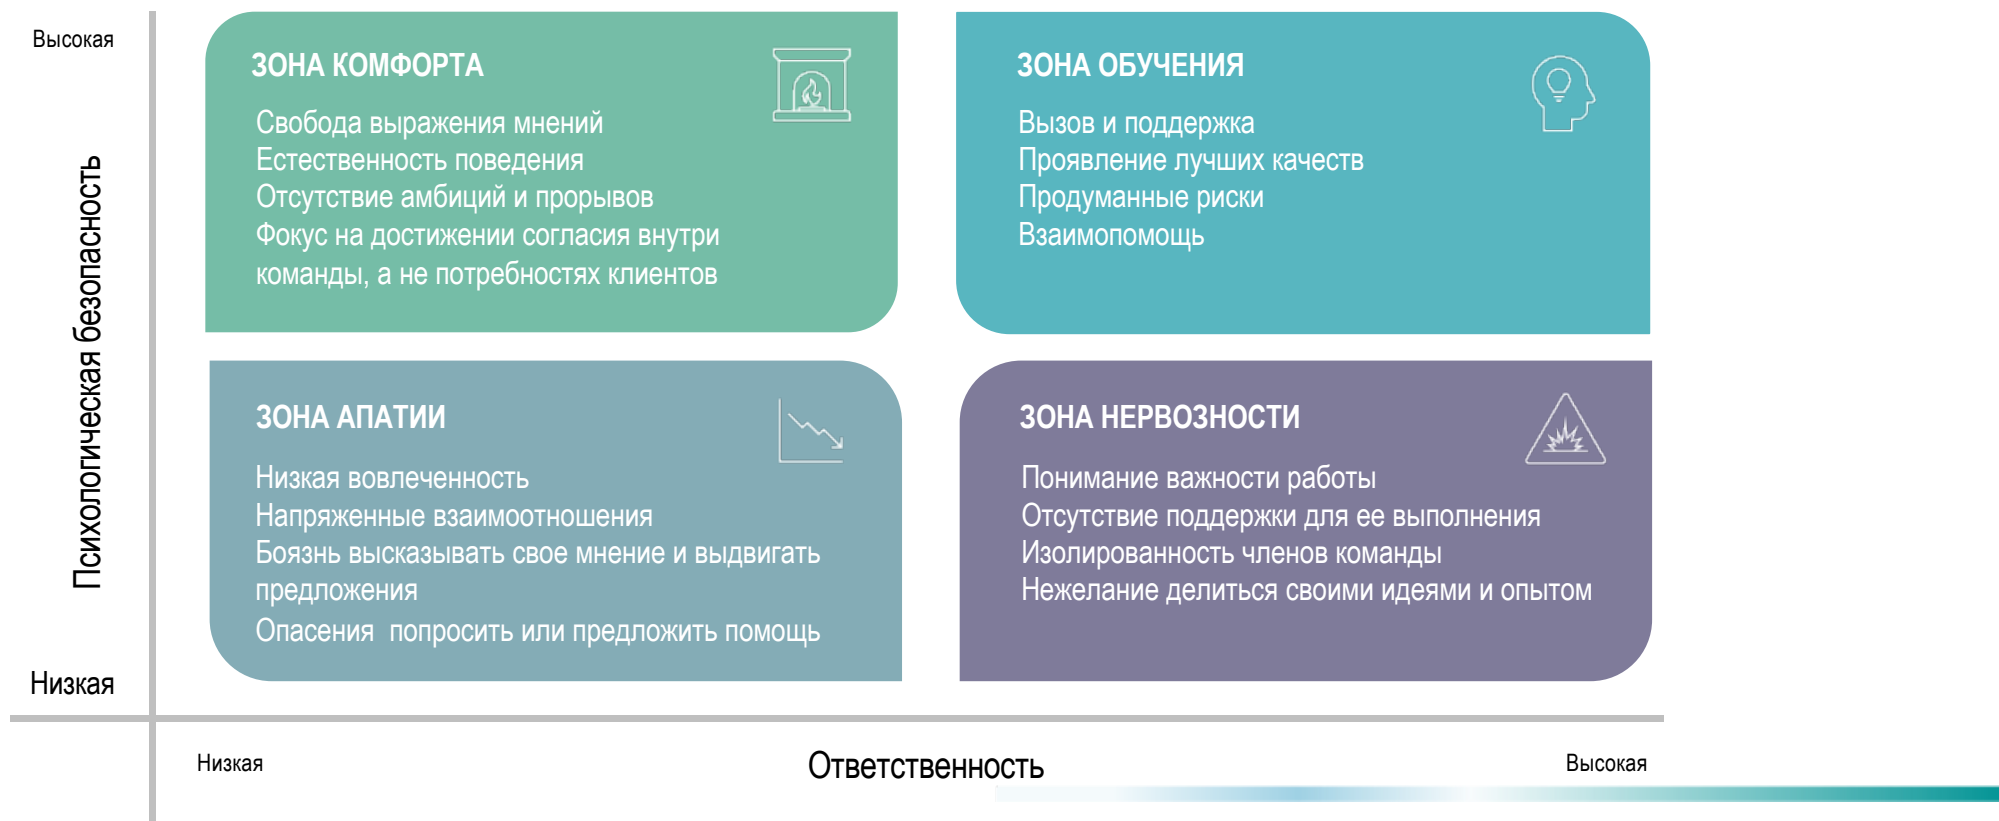 Высокая
Психологическая безопасность
Низкая
ЗОНА КОМФОРТА
Свобода выражения мнений
Естественность поведения
Отсутствие амбиций и прорывов
Фокус на достижении согласия внутри
команды, а не потребностях клиентов
ЗОНА ОБУЧЕНИЯ
Вызов и поддержка
Проявление лучших качеств
Продуманные риски
Взаимопомощь
ЗОНА АПАТИИ
Низкая вовлеченность
Напряженные взаимоотношения
Боязнь высказывать свое мнение и выдвигать
предложения
Опасения  попросить или предложить помощь
ЗОНА НЕРВОЗНОСТИ
Понимание важности работы
Отсутствие поддержки для ее выполнения
Изолированность членов команды
Нежелание делиться своими идеями и опытом
Низкая
Ответственность
Высокая